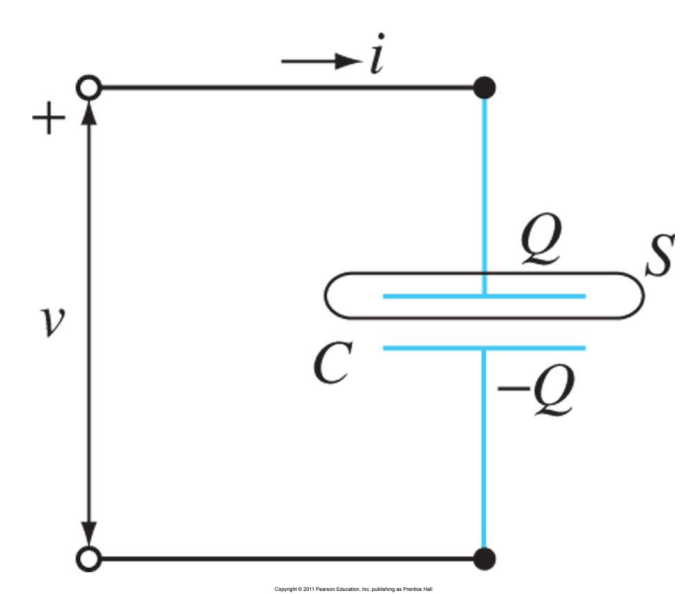 i
+
Q
S
v
C
−Q
Copyright © 2011 Pearson Education, Inc. publishing as Prentice Hall